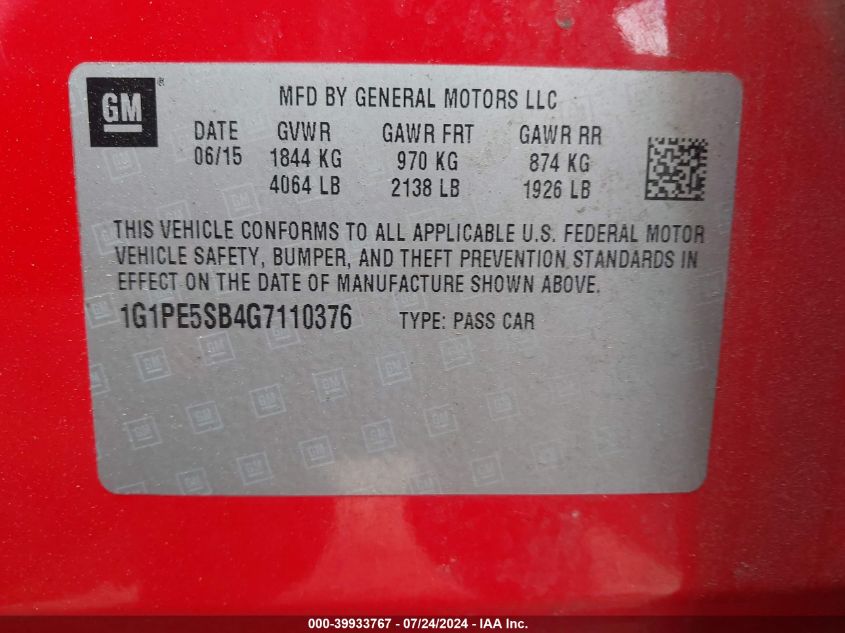 GM® MFD BY GENERAL MOTORS LLC
DATE GVWR GAWR FRT GAWR RR
06/15 1844 KG 970 KG 874 KG
4064 LB 2138 LB 1926 LB
THIS VEHICLE CONFORMS TO ALL APPLICABLE U.S. FEDERAL MOTOR
VEHICLE SAFETY, BUMPER, AND THEFT PREVENTION STANDARDS IN
EFFECT ON THE DATE OF MANUFACTURE SHOWN ABOVE.
1G1PE5SB4G7110376 TYPE: PASS CAR
000-39933767 - 07/24/2024 - IAA Inc.